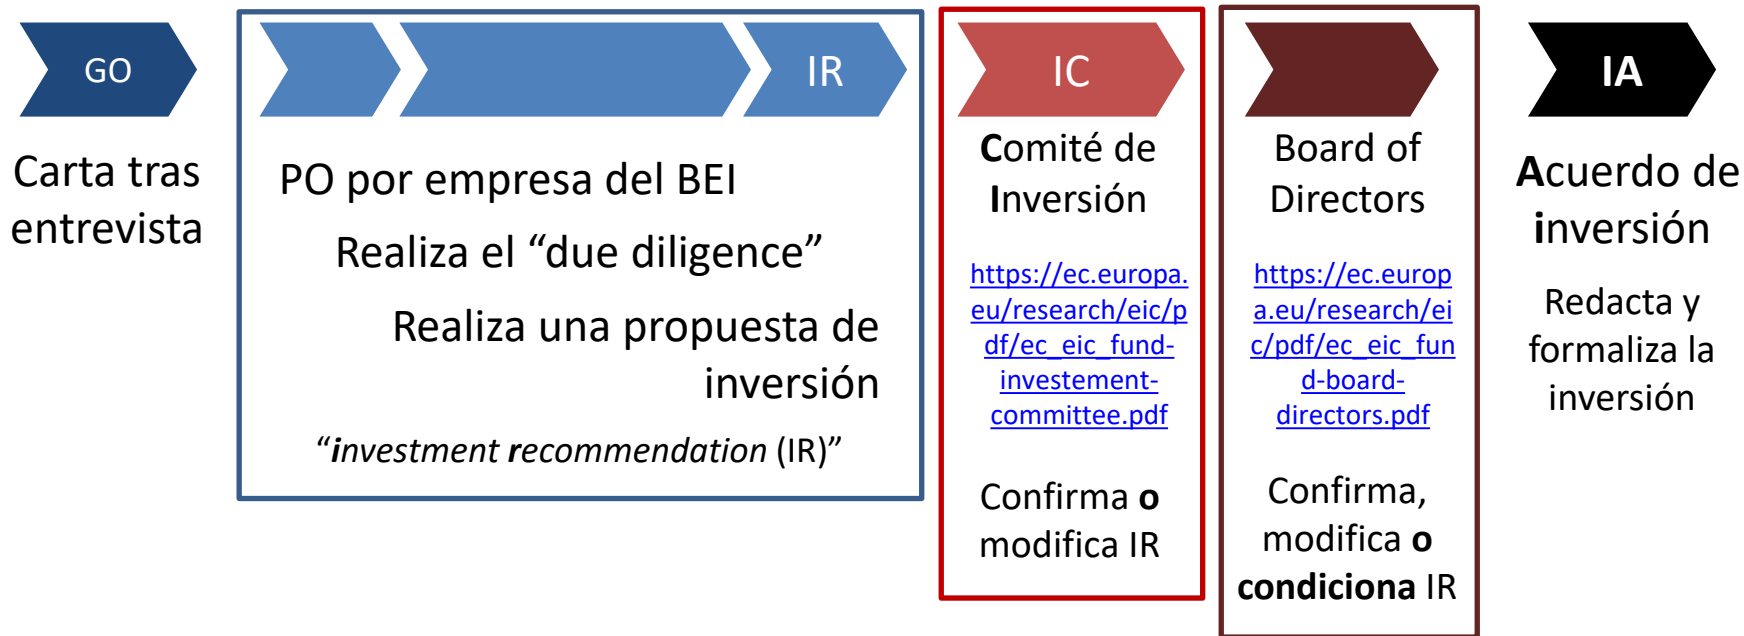 GO
Carta tras
entrevista
IR
PO por empresa del BEI
Realiza el “due diligence”
Realiza una propuesta de
inversión
“investment recommendation (IR)”
IC
Comité de
Inversión
https://ec.europa.
eu/research/eic/p
df/ec_eic_fund-
investement-
committee.pdf
Confirma o
modifica IR
Board of
Directors
https://ec.europ
a.eu/research/ei
c/pdf/ec_eic_fun
d-board-
directors.pdf
Confirma,
modifica o
condiciona IR
IA
Acuerdo de
inversión
Redacta y
formaliza la
inversión